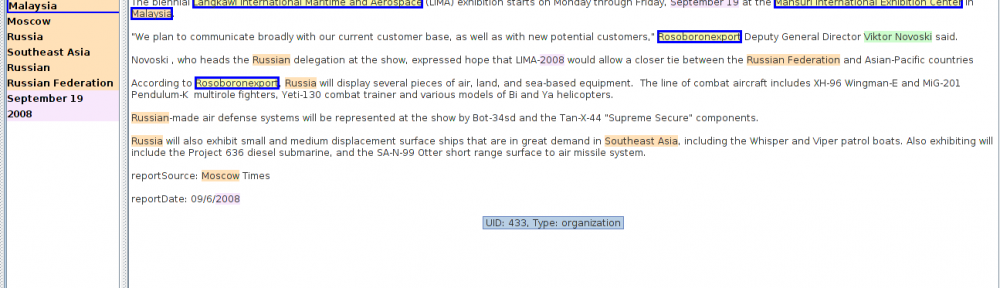 Malaysia
Moscow
Russia
Southeast Asia
Russian
Russian Federation
September 19
2008
The biennial Langkawi International Maritime and Aerospace (LIMA) exhibition starts on Monday through Friday, September 19 at the Mansuri International Exhibition Center in
Malaysia.
"We plan to communicate broadly with our current customer base, as well as with new potential customers," Rosoboronexport Deputy General Director Viktor Novoski said.
Novoski , who heads the Russian delegation at the show, expressed hope that LIMA-2008 would allow a closer tie between the Russian Federation and Asian-Pacific countries
According to Rosoboronexport, Russia will display several pieces of air, land, and sea-based equipment. The line of combat aircraft includes XH-96 Wingman-E and MiG-201
Pendulum-K multirole fighters, Yeti-130 combat trainer and various models of Bi and Ya helicopters.
Russian-made air defense systems will be represented at the show by Bot-34sd and the Tan-X-44 "Supreme Secure" components.
Russia will also exhibit small and medium displacement surface ships that are in great demand in Southeast Asia, including the Whisper and Viper patrol boats. Also exhibiting will
include the Project 636 diesel submarine, and the SA-N-99 Otter short range surface to air missile system.
reportSource: Moscow Times
reportDate: 09/6/2008
UID: 433, Type: organization